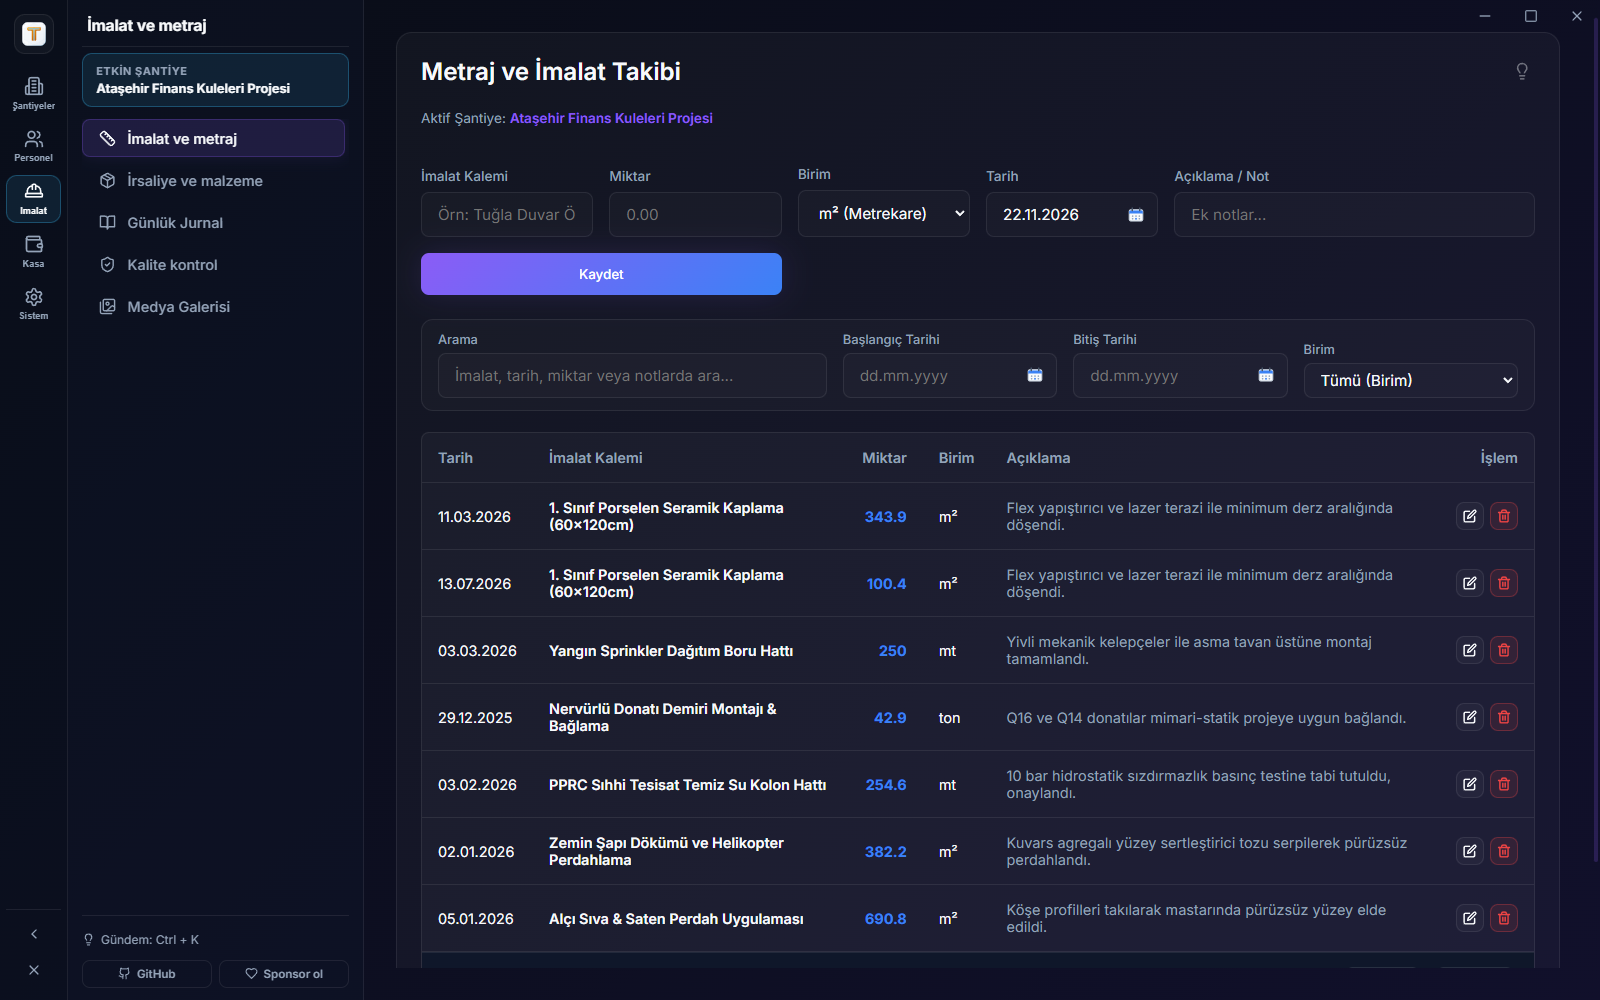 T
Şantiyeler
Personel
İmalat
Kasa
Sistem
İmalat ve metraj
ETKİN ŞANTİYE
Ataşehir Finans Kuleleri Projesi
İmalat ve metraj
İrsaliye ve malzeme
Günlük Jurnal
Kalite kontrol
Medya Galerisi
Gündem: Ctrl + K
GitHub
Sponsor ol
Metraj ve İmalat Takibi
Aktif Şantiye: Ataşehir Finans Kuleleri Projesi
İmalat Kalemi
Miktar
Birim
Tarih
Açıklama / Not
Örn: Tuğla Duvar Ö
0.00
m² (Metrekare)
22.11.2026
Ek notlar...
Kaydet
Arama
Başlangıç Tarihi
Bitiş Tarihi
Birim
İmalat, tarih, miktar veya notlarda ara...
dd.mm.yyyy
dd.mm.yyyy
Tümü (Birim)
Tarih İmalat Kalemi Miktar Birim Açıklama İşlem
11.03.2026
1. Sınıf Porselen Seramik Kaplama
(60×120cm)
343.9
m²
Flex yapıştırıcı ve lazer terazi ile minimum derz aralığında
döşendi.
13.07.2026
1. Sınıf Porselen Seramik Kaplama
(60×120cm)
100.4
m²
Flex yapıştırıcı ve lazer terazi ile minimum derz aralığında
döşendi.
03.03.2026
Yangın Sprinkler Dağıtım Boru Hattı
250
mt
Yivli mekanik kelepçeler ile asma tavan üstüne montaj
tamamlandı.
29.12.2025
Nervürlü Donatı Demiri Montajı &
Bağlama
42.9
ton
Q16 ve Q14 donatılar mimari-statik projeye uygun bağlandı.
03.02.2026
PPRC Sıhhi Tesisat Temiz Su Kolon Hattı
254.6
mt
10 bar hidrostatik sızdırmazlık basınç testine tabi tutuldu,
onaylandı.
02.01.2026
Zemin Şapı Dökümü ve Helikopter
Perdahlama
382.2
m²
Kuvars agregalı yüzey sertleştirici tozu serpilerek pürüzsüz
perdahlandı.
05.01.2026
Alçı Sıva & Saten Perdah Uygulaması
690.8
m²
Köşe profilleri takılarak mastarında pürüzsüz yüzey elde
edildi.